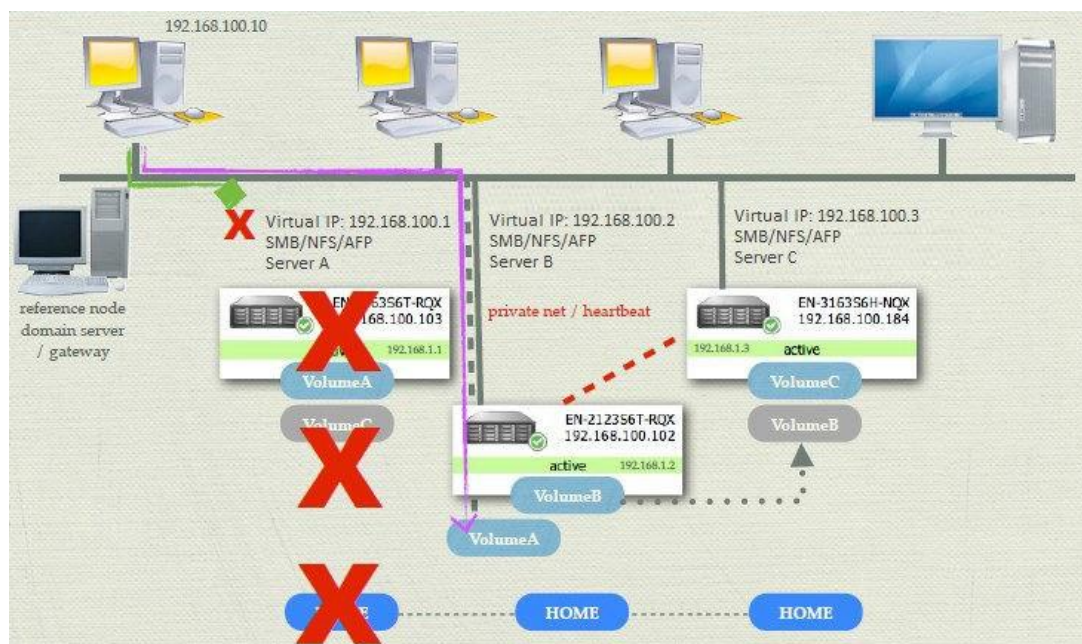 192.168.100.10
Virtual IP: 192.168.100.1
SMB/NFS/AFP
Server A
Virtual IP: 192.168.100.2
SMB/NFS/AFP
Server B
Virtual IP: 192.168.100.3
SMB/NFS/AFP
Server C
reference node
domain server
/ gateway
192.168.1.1
VolumeA
private net / heartbeat
EN-3163S6H-NQX
192.168.100.184
192.168.1.3 active
VolumeC
VolumeB
EN-2123S6T-RQX
192.168.100.102
active 192.168.1.2
VolumeB
VolumeA
HOME
HOME